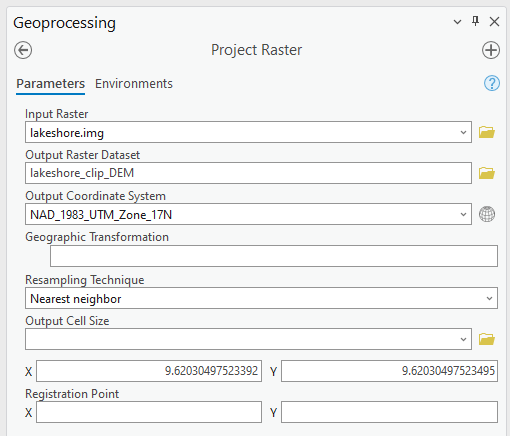 Geoprocessing
Project Raster
Parameters Environments
Input Raster
lakeshore.img
Output Raster Dataset
lakeshore_clip_DEM
Output Coordinate System
NAD_1983_UTM_Zone_17N
Geographic Transformation
Resampling Technique
Nearest neighbor
Output Cell Size
X 9.62030497523392 Y 9.62030497523495
Registration Point
X Y